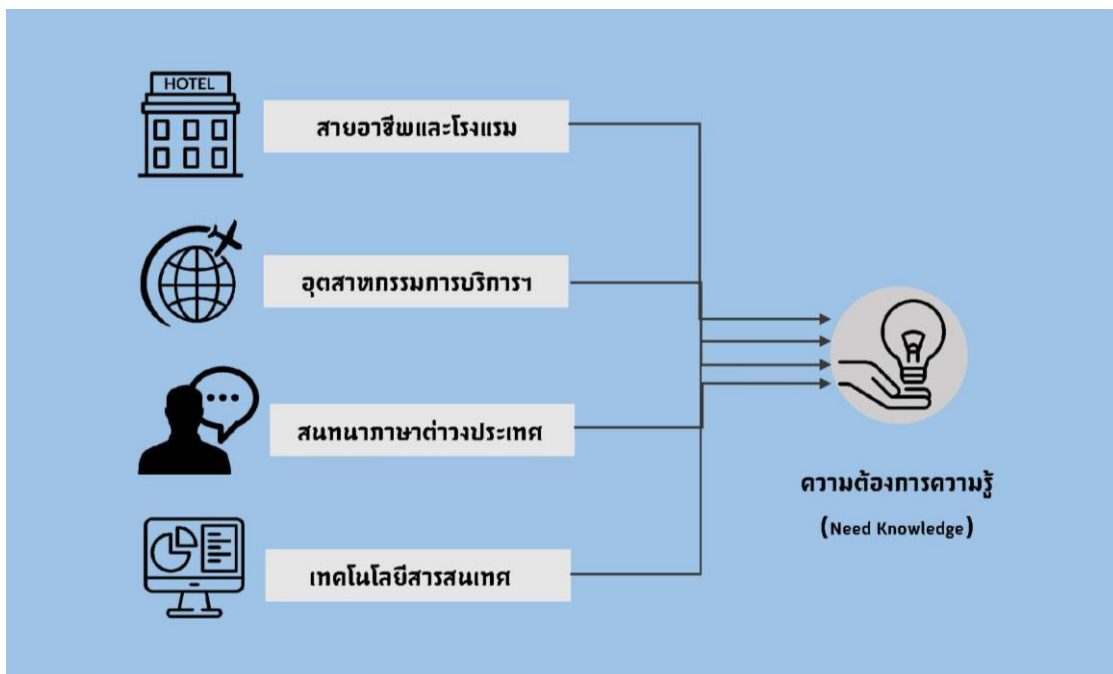 HOTEL
สายอาชีพและโรงแรม
อุตสาหกรรมการบริการฯ
สนทนาภาษาต่างประเทศ
เทคโนโลยีสารสนเทศ
ความต้องการความรู้
(Need Knowledge)